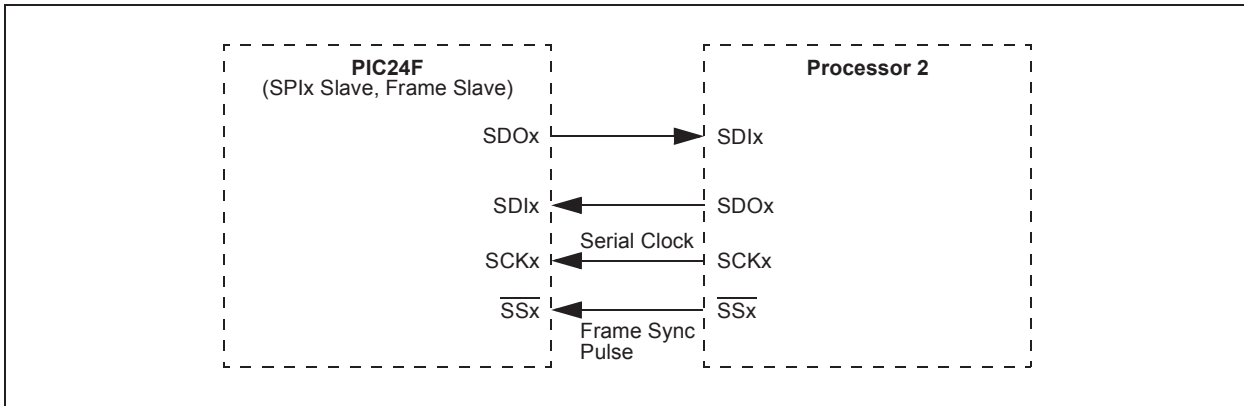 PIC24F
(SPIx Slave, Frame Slave)
Processor 2
SDOx
SDIx
SDIx
SDOx
Serial Clock
SCKx
SCKx
SSx
SSx
Frame Sync
Pulse